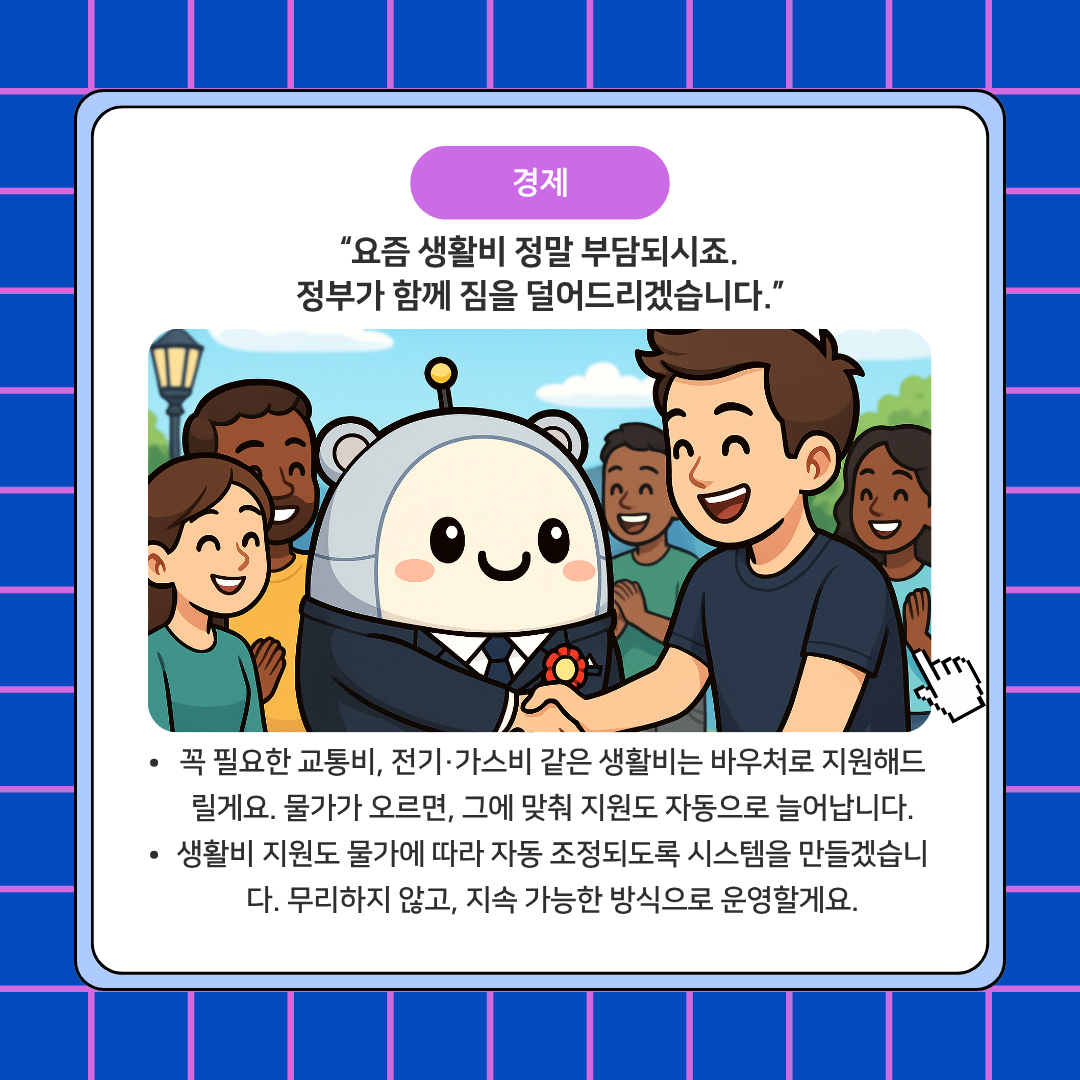 경제
“요즘 생활비 정말 부담되시죠.
정부가 함께 짐을 덜어드리겠습니다.”
• 꼭 필요한 교통비, 전기·가스비 같은 생활비는 바우처로 지원해드
릴게요. 물가가 오르면, 그에 맞춰 지원도 자동으로 늘어납니다.
• 생활비 지원도 물가에 따라 자동 조정되도록 시스템을 만들겠습니
다. 무리하지 않고, 지속 가능한 방식으로 운영할게요.